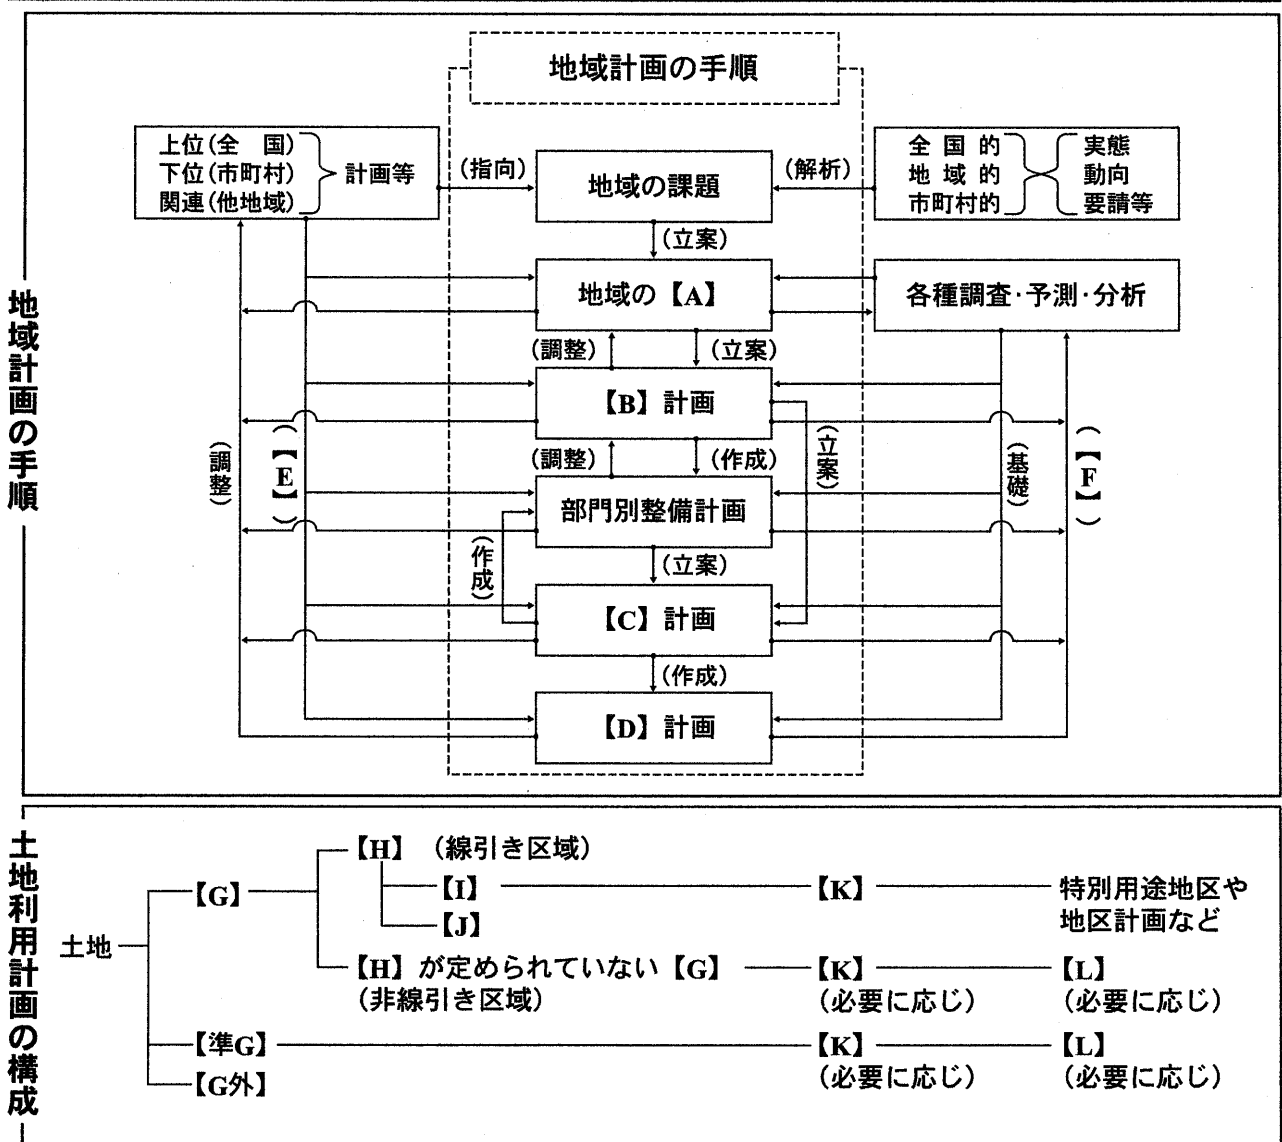 地域計画の手順
地域計画の手順
上位(全 国)
下位(市町村)
関連(他地域)
計画等
(指向)
地域の課題
(解析)
全国的
地域的
市町村的
実態
動向
要請等
(立案)
地域の【A】
各種調査・予測・分析
(調整)
(立案)
【B】計画
(調整)
(作成)
(立案)
(調整)
(【E】)
(基礎)
(【F】)
部門別整備計画
(作成)
(立案)
【C】計画
(作成)
【D】計画
土地利用計画の構成
土地
【G】
【H】(線引き区域)
【I】
【K】
特別用途地区や
地区計画など
【J】
【H】が定められていない【G】
(非線引き区域)
【K】
(必要に応じ)
【L】
(必要に応じ)
【準G】
【K】
(必要に応じ)
【L】
(必要に応じ)
【G外】